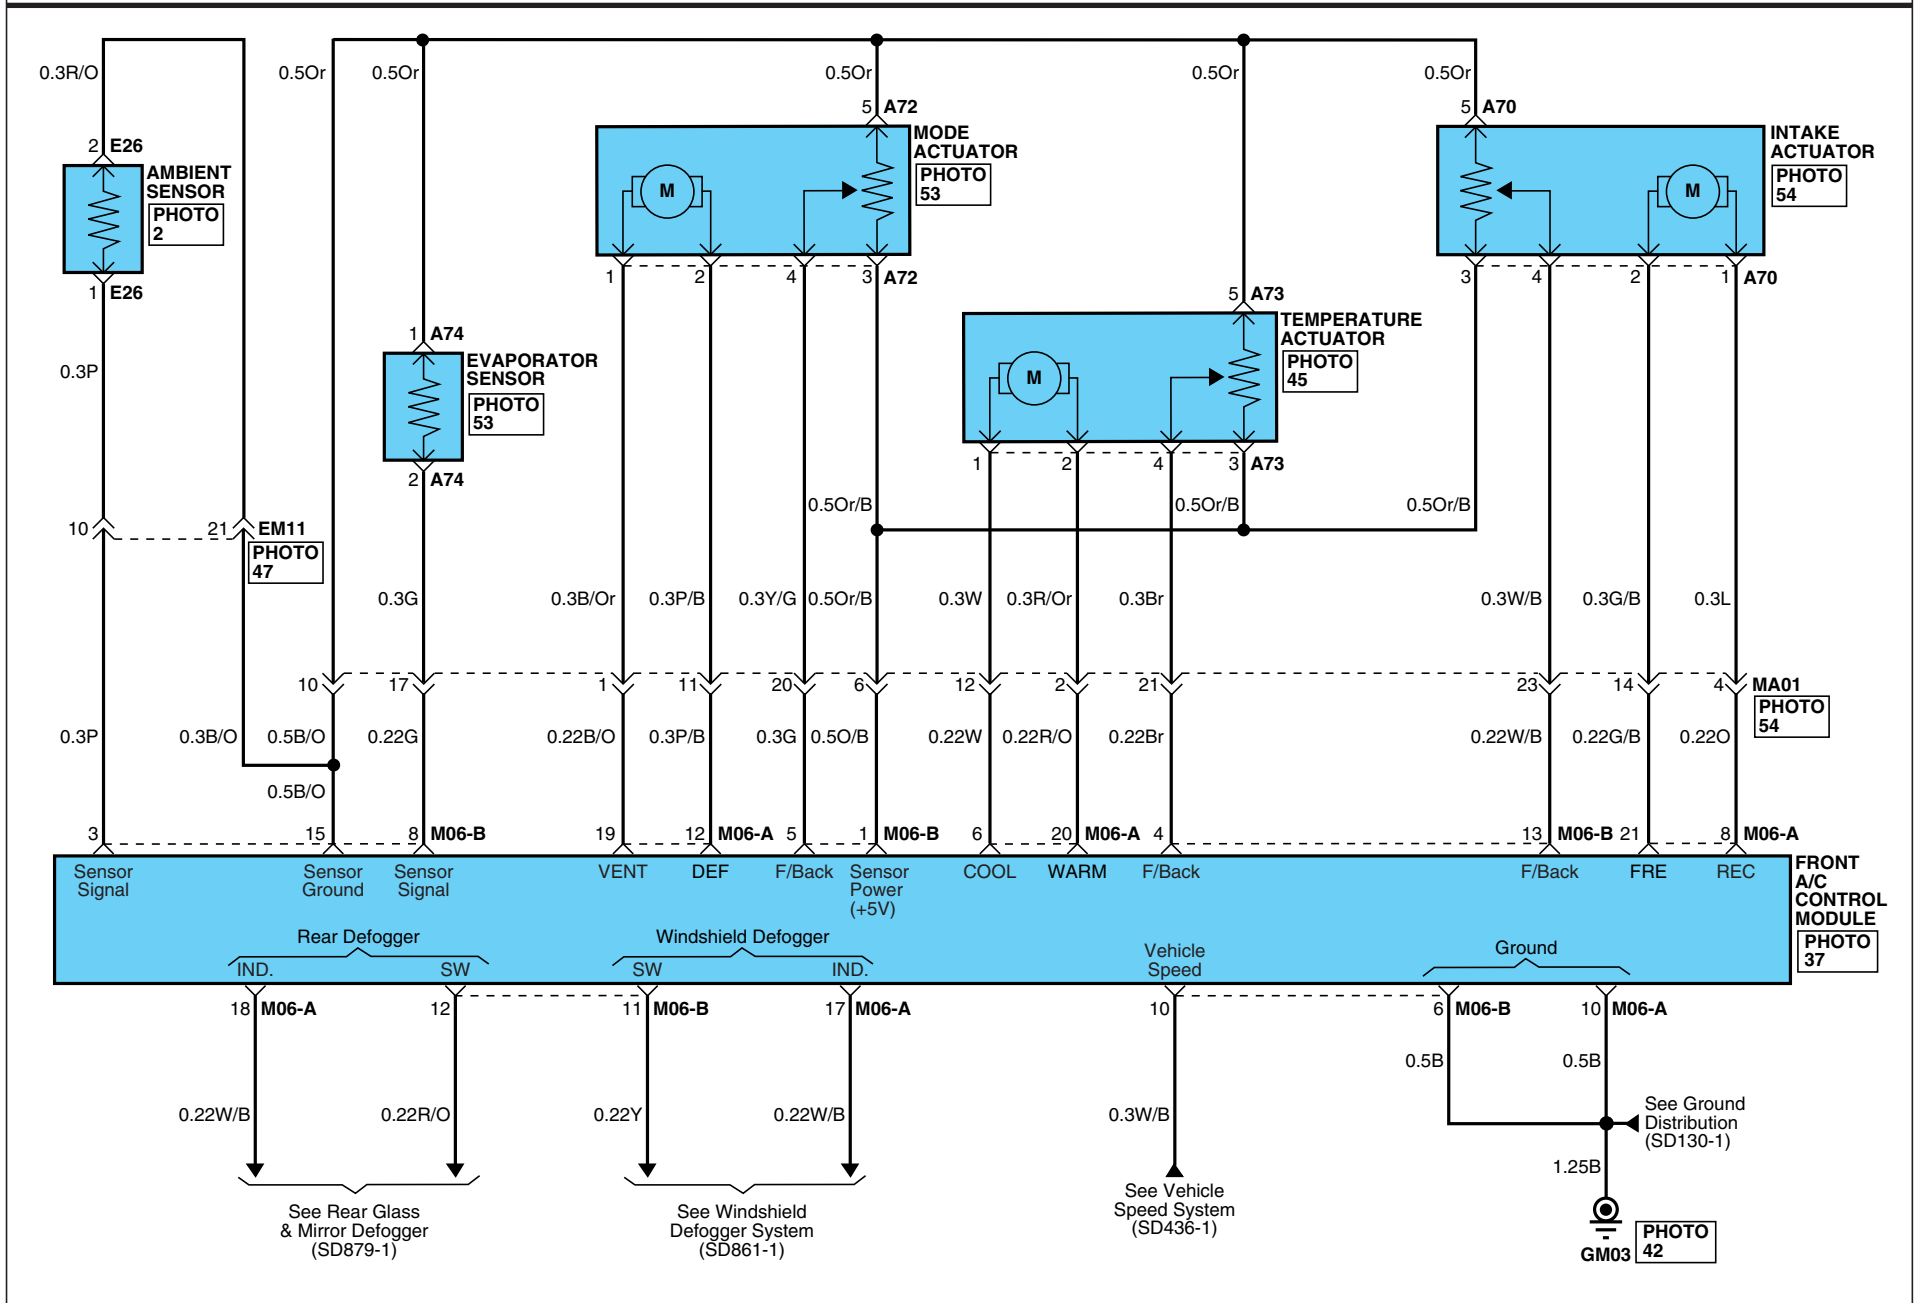 0.3R/O 0.5Or 0.5Or 0.5Or 0.5Or 0.5Or
5 A72 5 A70
2 E26
AMBIENT
SENSOR
PHOTO
2
1 E26
M
MODE
ACTUATOR
PHOTO
53
M
INTAKE
ACTUATOR
PHOTO
54
1 2 4 3 A72
3 4 2 1 A70
5 A73
M
TEMPERATURE
ACTUATOR
PHOTO
45
1 2 4 3 A73
1 A74
EVAPORATOR
SENSOR
PHOTO
53
2 A74
0.3P
0.5Or/B 0.5Or/B 0.5Or/B
10 21 EM11
PHOTO
47
0.3G 0.3B/Or 0.3P/B 0.3Y/G 0.5Or/B 0.3W 0.3R/Or 0.3Br 0.3W/B 0.3G/B 0.3L
10 17 1 11 20 6 12 2 21 23 14 4 MA01
PHOTO
54
0.3P 0.3B/O 0.5B/O 0.22G 0.22B/O 0.3P/B 0.3G 0.5O/B 0.22W 0.22R/O 0.22Br 0.22W/B 0.22G/B 0.22O
0.5B/O
3 15 8 M06-B 19 12 M06-A 5 1 M06-B 6 20 M06-A 4 13 M06-B 21 8 M06-A
Sensor
Signal
Sensor
Ground
Sensor
Signal
VENT DEF F/Back
Sensor
Power
(+5V)
COOL WARM F/Back F/Back FRE REC
FRONT
A/C
CONTROL
MODULE
PHOTO
37
Rear Defogger
IND. SW
Windshield Defogger
SW IND.
Vehicle
Speed
Ground
18 M06-A 12 11 M06-B 17 M06-A 10 6 M06-B 10 M06-A
0.5B 0.5B
0.22W/B 0.22R/O 0.22Y 0.22W/B 0.3W/B
See Ground
Distribution
(SD130-1)
1.25B
See Rear Glass
& Mirror Defogger
(SD879-1)
See Windshield
Defogger System
(SD861-1)
See Vehicle
Speed System
(SD436-1)
GM03
PHOTO
42